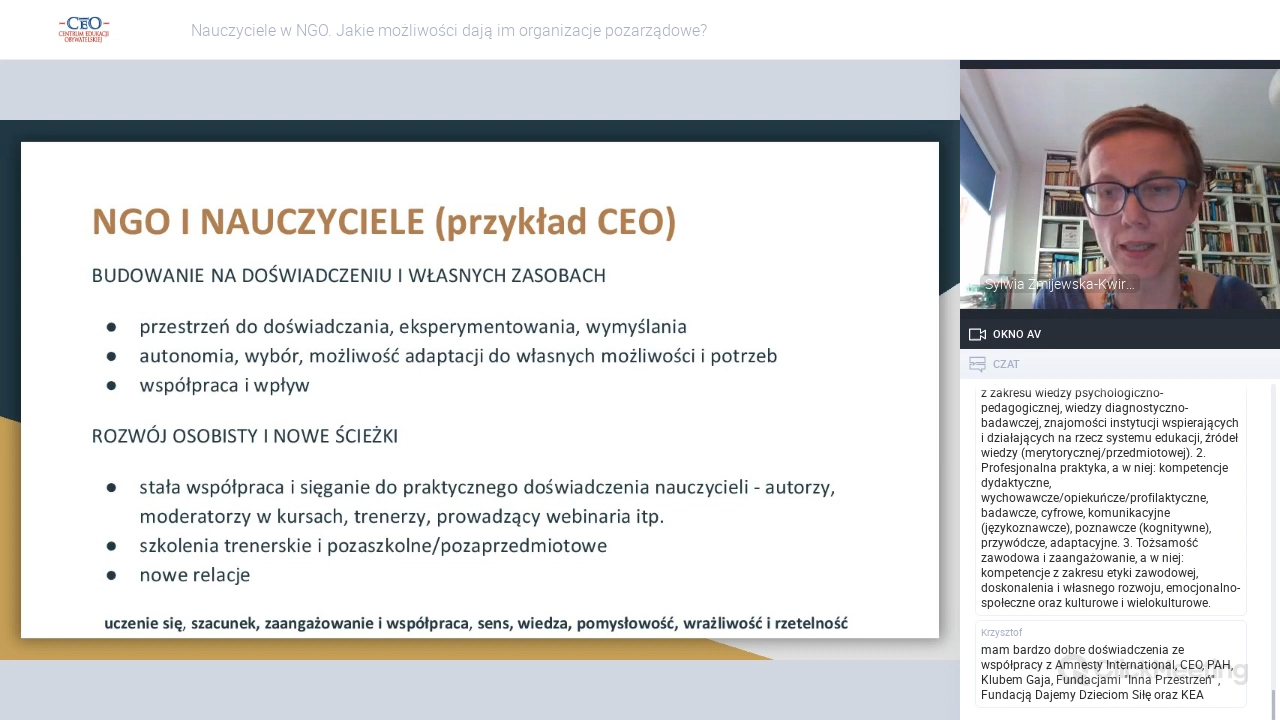 CEO
CENTRUM EDUKACJI
OBYWATELSKIEJ
Nauczyciele w NGO. Jakie możliwości dają im organizacje pozarządowe?
NGO I NAUCZYCIELE (przykład CEO)
BUDOWANIE NA DOŚWIADCZENIU I WŁASNYCH ZASOBACH
● przestrzeń do doświadczania, eksperymentowania, wymyślania
● autonomia, wybór, możliwość adaptacji do własnych możliwości i potrzeb
● współpraca i wpływ
ROZWÓJ OSOBISTY I NOWE ŚCIEŻKI
● stała współpraca i sięganie do praktycznego doświadczenia nauczycieli - autorzy,
moderatorzy w kursach, trenerzy, prowadzący webinaria itp.
● szkolenia trenerskie i pozaszkolne/pozaprzedmiotowe
● nowe relacje
uczenie się, szacunek, zaangażowanie i współpraca, sens, wiedza, pomysłowość, wrażliwość i rzetelność
Sylwia Żmijewska-Kwir...
OKNO AV
CZAT
z zakresu wiedzy psychologiczno-
pedagogicznej, wiedzy diagnostyczno-
badawczej, znajomości instytucji wspierających
i działających na rzecz systemu edukacji, źródeł
wiedzy (merytorycznej/przedmiotowej). 2.
Profesjonalna praktyka, a w niej: kompetencje
dydaktyczne,
wychowawcze/opiekuńcze/profilaktyczne,
badawcze, cyfrowe, komunikacyjne
(językoznawcze), poznawcze (kognitywne),
przywódcze, adaptacyjne. 3. Tożsamość
zawodowa i zaangażowanie, a w niej:
kompetencje z zakresu etyki zawodowej,
doskonalenia i własnego rozwoju, emocjonalno-
społeczne oraz kulturowe i wielokulturowe.
Krzysztof
mam bardzo dobre doświadczenia ze
współpracy z Amnesty International, CEO, PAH,
Klubem Gaja, Fundacjami "Inna Przestrzeń" ,
Fundacją Dajemy Dzieciom Siłę oraz KEA